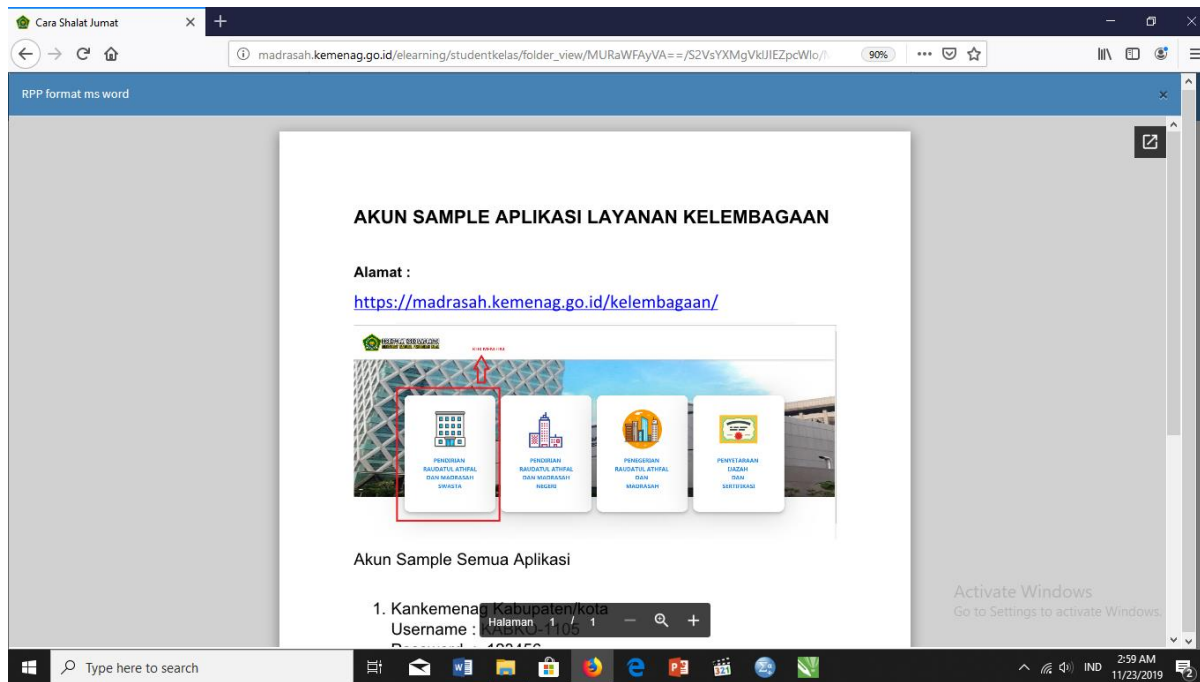 Cara Shalat Jumat
madrasah.kemenag.go.id/elearning/studentkelas/folder_view/MURaWFAyVA==/
90%
RPP format ms word
AKUN SAMPLE APLIKASI LAYANAN KELEMBAGAAN
Alamat :
https://madrasah.kemenag.go.id/kelembagaan/
PENDIRIAN
RAUDATUL ATHFAL
DAN MADRASAH
SWASTA
PENDIRIAN
RAUDATUL ATHFAL
DAN MADRASAH
NEGERI
PENEGERIAN
RAUDATUL ATHFAL
DAN
MADRASAH
PENYETARAAN
IJAZAH
DAN
SERTIFIKASI
Akun Sample Semua Aplikasi
1. Kankemenag Kabupaten/kota
Username : KABKO-1105
Halaman 1 / 1
Activate Windows
Go to Settings to activate Windows.
Type here to search
IND
2:59 AM
11/23/2019